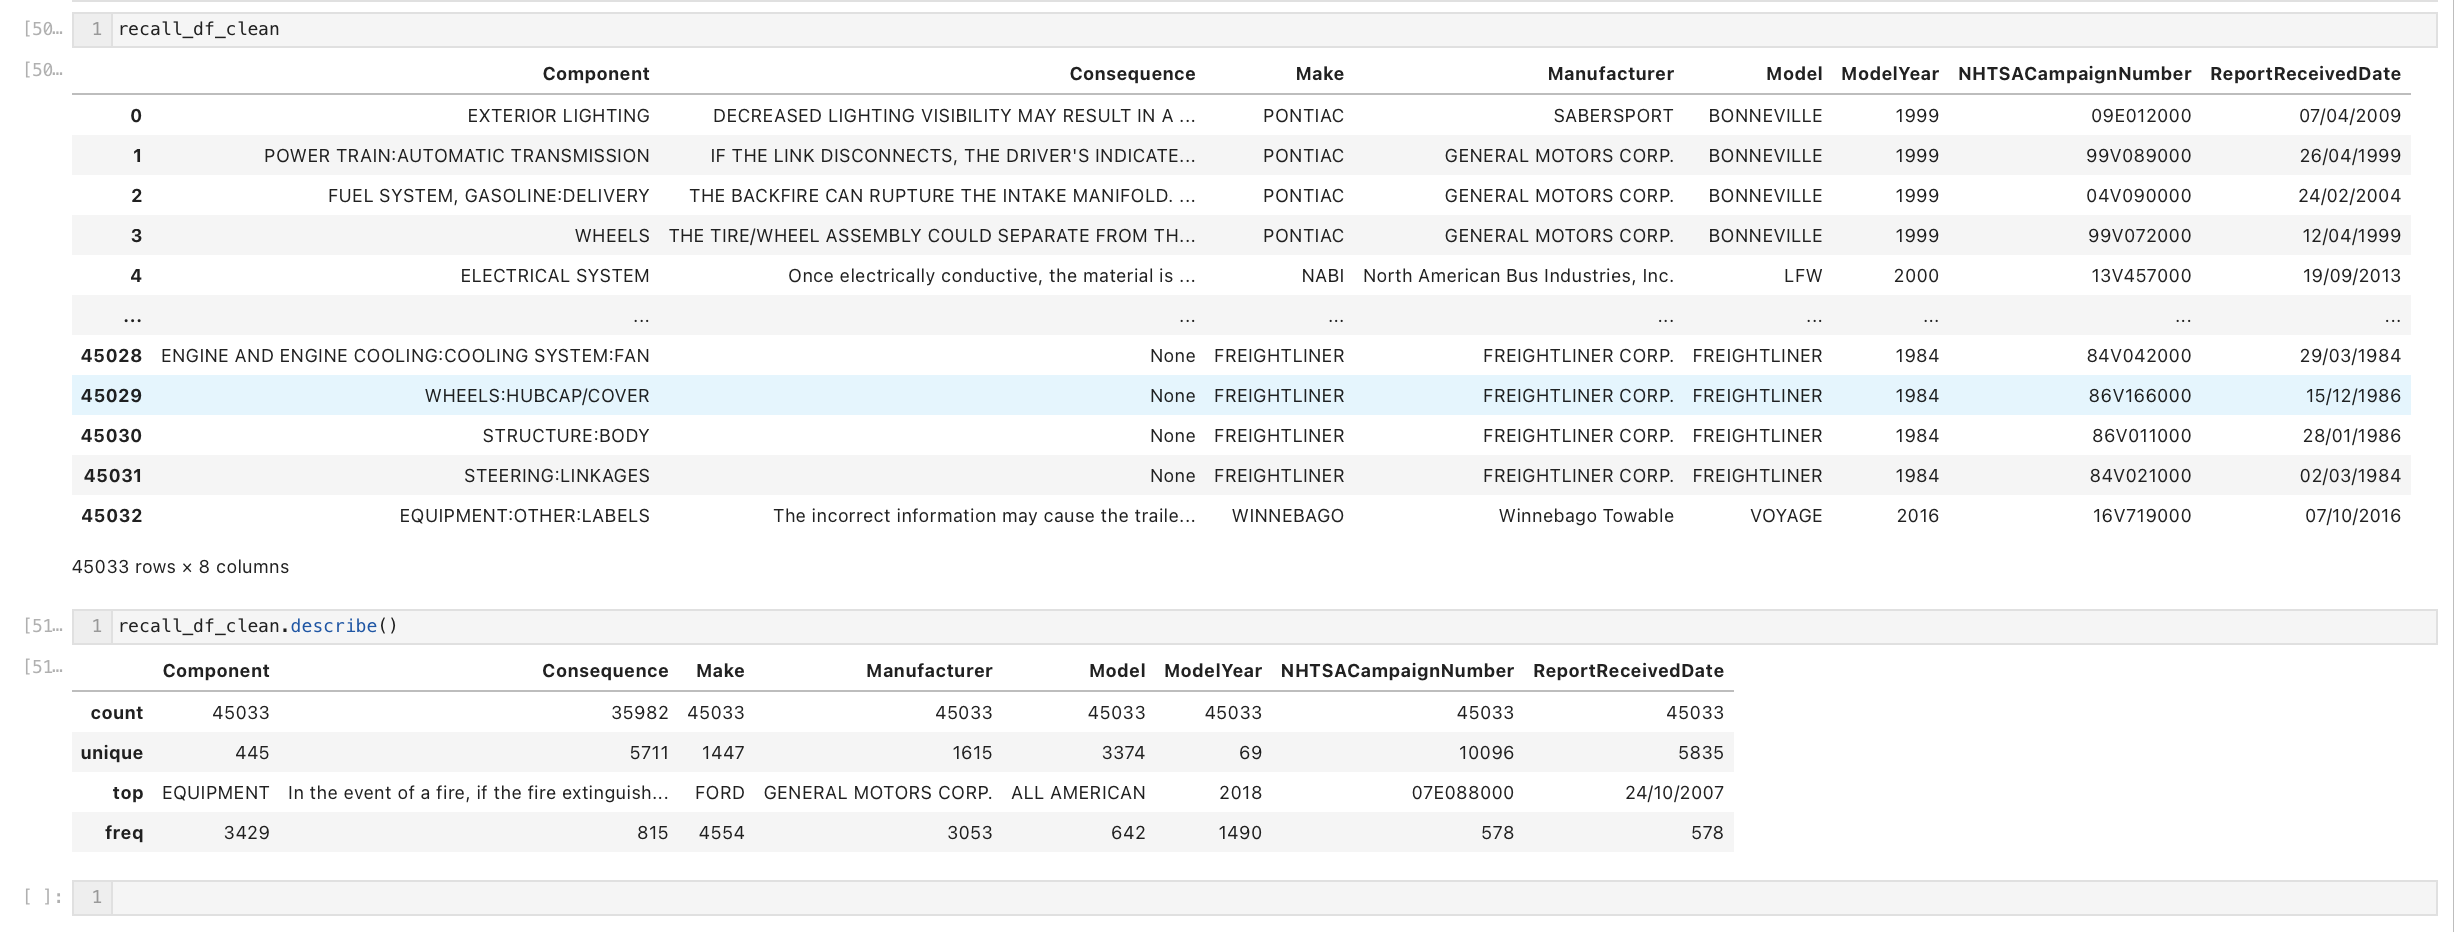 [50… 1 recall_df_clean
[50… Component Consequence Make Manufacturer Model ModelYear NHTSACampaignNumber ReportReceivedDate
0 EXTERIOR LIGHTING DECREASED LIGHTING VISIBILITY MAY RESULT IN A ... PONTIAC SABERSPORT BONNEVILLE 1999 09E012000 07/04/2009
1 POWER TRAIN:AUTOMATIC TRANSMISSION IF THE LINK DISCONNECTS, THE DRIVER'S INDICATE... PONTIAC GENERAL MOTORS CORP. BONNEVILLE 1999 99V089000 26/04/1999
2 FUEL SYSTEM, GASOLINE:DELIVERY THE BACKFIRE CAN RUPTURE THE INTAKE MANIFOLD. ... PONTIAC GENERAL MOTORS CORP. BONNEVILLE 1999 04V090000 24/02/2004
3 WHEELS THE TIRE/WHEEL ASSEMBLY COULD SEPARATE FROM TH... PONTIAC GENERAL MOTORS CORP. BONNEVILLE 1999 99V072000 12/04/1999
4 ELECTRICAL SYSTEM Once electrically conductive, the material is ... NABI North American Bus Industries, Inc. LFW 2000 13V457000 19/09/2013
... ... ... ... ... ... ... ... ...
45028 ENGINE AND ENGINE COOLING:COOLING SYSTEM:FAN None FREIGHTLINER FREIGHTLINER CORP. FREIGHTLINER 1984 84V042000 29/03/1984
45029 WHEELS:HUBCAP/COVER None FREIGHTLINER FREIGHTLINER CORP. FREIGHTLINER 1984 86V166000 15/12/1986
45030 STRUCTURE:BODY None FREIGHTLINER FREIGHTLINER CORP. FREIGHTLINER 1984 86V011000 28/01/1986
45031 STEERING:LINKAGES None FREIGHTLINER FREIGHTLINER CORP. FREIGHTLINER 1984 84V021000 02/03/1984
45032 EQUIPMENT:OTHER:LABELS The incorrect information may cause the traile... WINNEBAGO Winnebago Towable VOYAGE 2016 16V719000 07/10/2016
45033 rows × 8 columns
[51… 1 recall_df_clean.describe()
[51… Component Consequence Make Manufacturer Model ModelYear NHTSACampaignNumber ReportReceivedDate
count 45033 35982 45033 45033 45033 45033 45033 45033
unique 445 5711 1447 1615 3374 69 10096 5835
top EQUIPMENT In the event of a fire, if the fire extinguish... FORD GENERAL MOTORS CORP. ALL AMERICAN 2018 07E088000 24/10/2007
freq 3429 815 4554 3053 642 1490 578 578
[ ]: 1